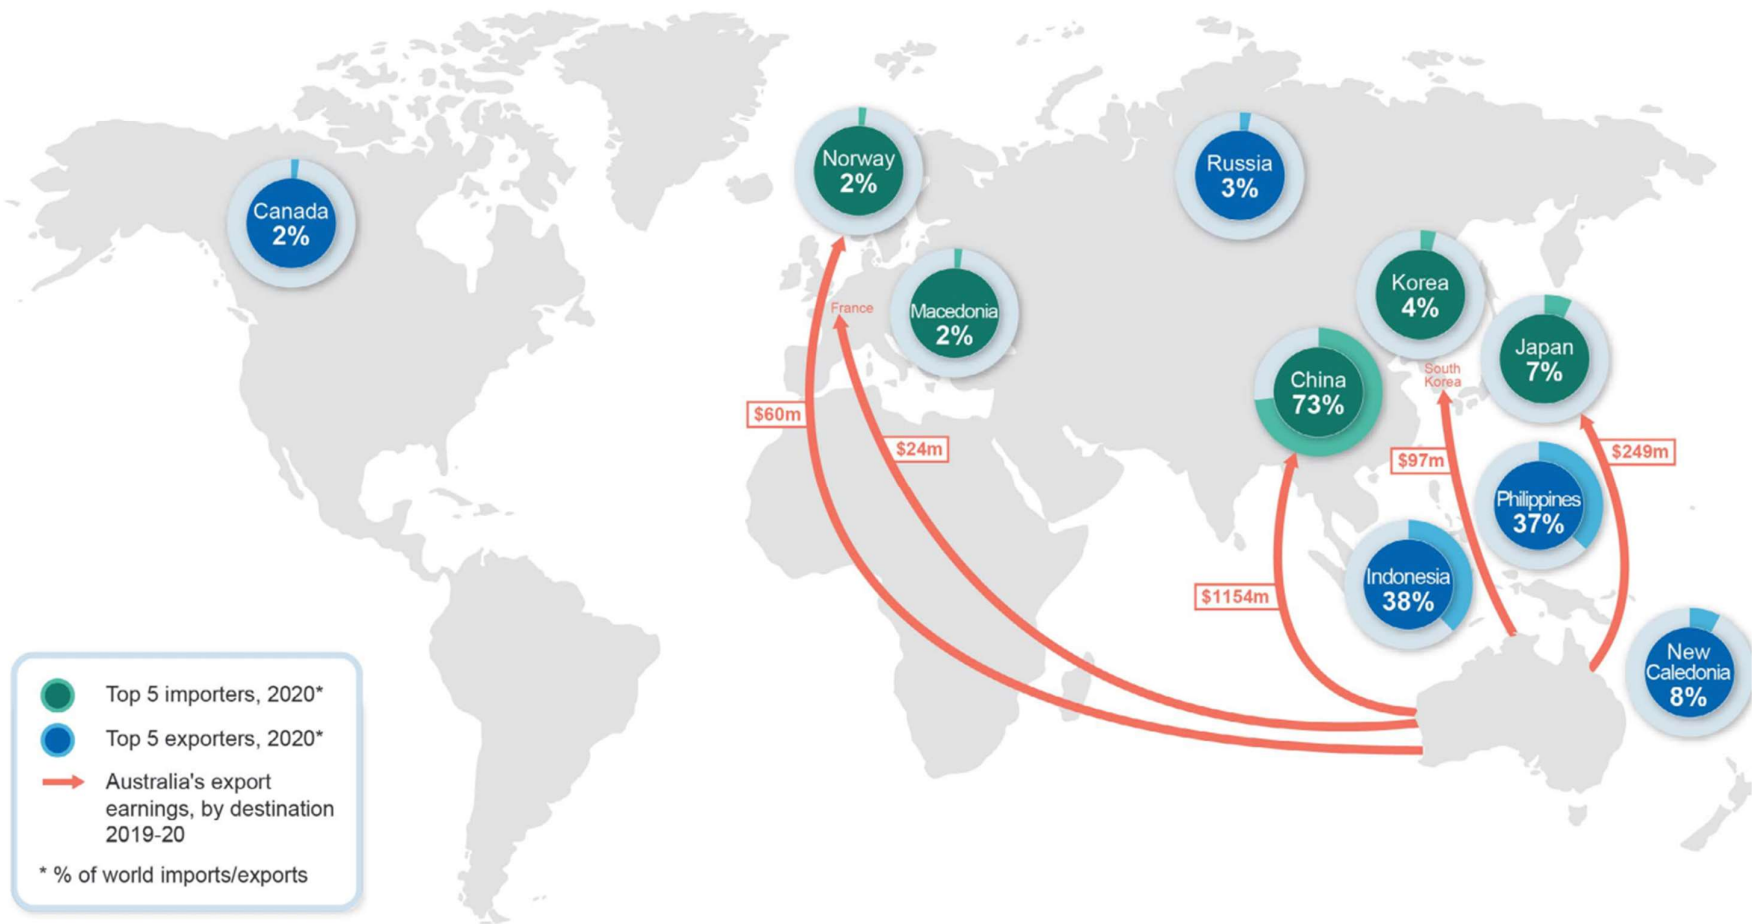 Canada
2%
Norway
2%
Russia
3%
Macedonia
2%
France
Korea
4%
Japan
7%
China
73%
South
Korea
$60m
$24m
$97m
$249m
Philippines
37%
Indonesia
38%
$1154m
New
Caledonia
8%
Top 5 importers, 2020*
Top 5 exporters, 2020*
Australia's export
earnings, by destination
2019-20
* % of world imports/exports